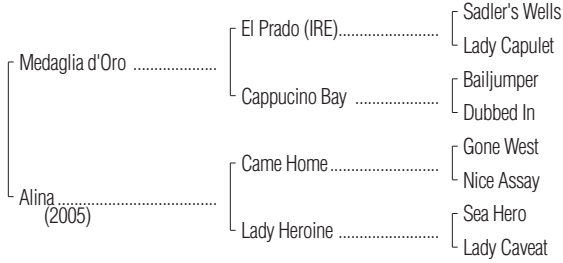 Sadler's Wells
El Prado (IRE)....................
Lady Capulet
Medaglia d'Oro .................
Bailjumper
Cappucino Bay .................
Dubbed In
Gone West
Came Home......................
Nice Assay
Alina................................
(2005)
Sea Hero
Lady Heroine ....................
Lady Caveat